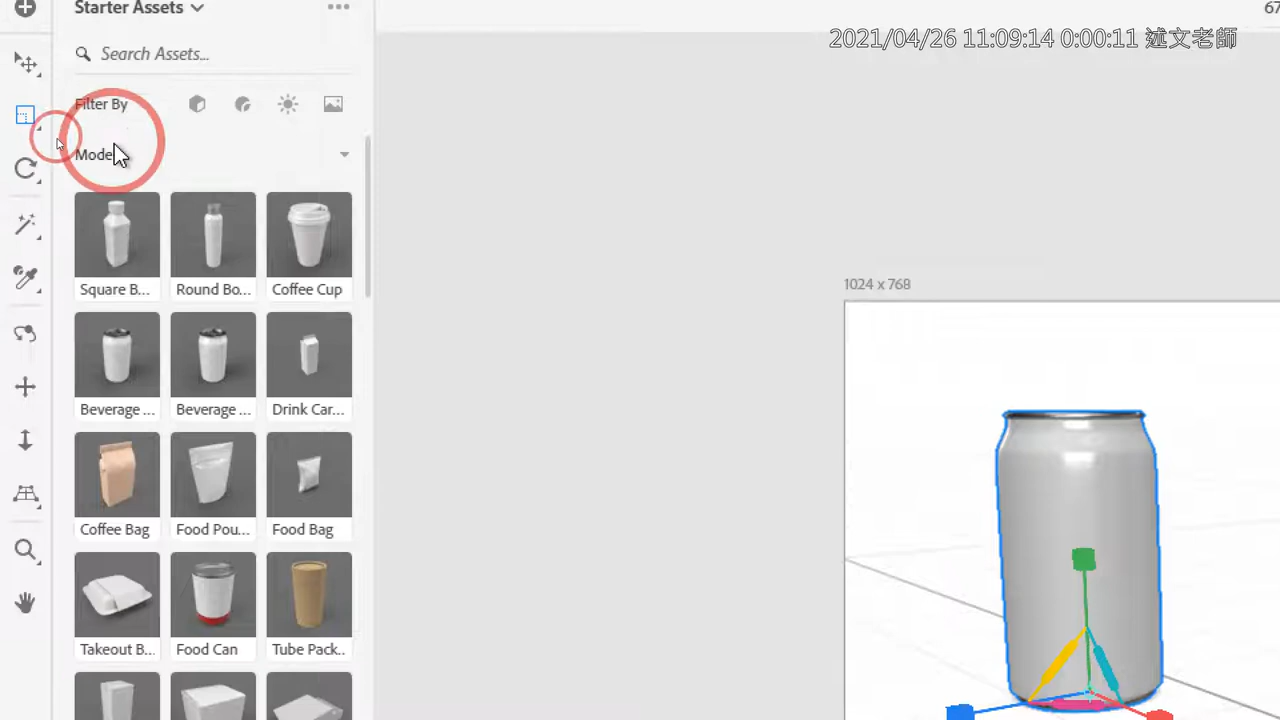 Starter Assets
67
2021/04/26 11:09:14 0:00:11 述文老師
Search Assets...
Filter By
Mode
Square B... Round Bo... Coffee Cup
1024 x 768
Beverage ... Beverage ... Drink Car...
Coffee Bag Food Pou... Food Bag
Takeout B... Food Can Tube Pack..